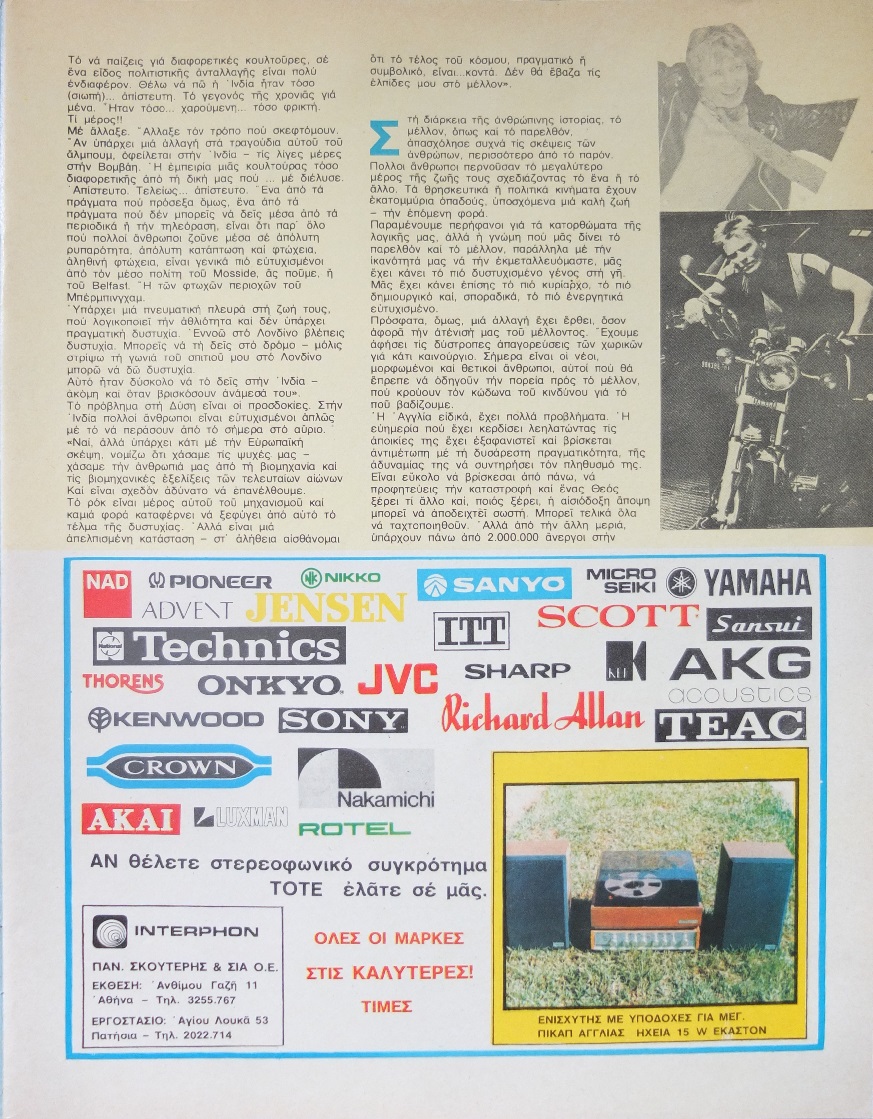 Τό νά παίζεις γιά διαφορετικές κουλτοῦρες, σέ
ἕνα εἶδος πολιτιστικῆς ἀνταλλαγῆς εἶναι πολύ
ἐνδιαφέρον. Θέλω νά πῶ ἡ Ἰνδία ἦταν τόσο
(σιωπή)... ἀπίστευτη. Τό γεγονός τῆς χρονιᾶς γιά
μένα. Ἦταν τόσο... χαρούμενη... τόσο φρικτή.
Τί μέρος!!
Μέ ἄλλαξε. Ἄλλαξε τόν τρόπο πού σκεφτόμουν.
Ἄν ὑπάρχει μιά ἀλλαγή στά τραγούδια αὐτοῦ τοῦ
ἄλμπουμ, ὀφείλεται στήν Ἰνδία – τίς λίγες μέρες
στήν Βομβάη. Ἡ ἐμπειρία μιᾶς κουλτούρας τόσο
διαφορετικῆς ἀπό τή δική μας πού ... μέ διέλυσε.
Ἀπίστευτο. Τελείως... ἀπίστευτο. Ἕνα ἀπό τά
πράγματα πού πρόσεξα ὅμως, ἕνα ἀπό τά
πράγματα πού δέν μπορεῖς νά δεῖς μέσα ἀπό τά
περιοδικά ἤ τήν τηλεόραση, εἶναι ὅτι παρ' ὅλο
πού πολλοί ἄνθρωποι ζοῦνε μέσα σέ ἀπόλυτη
ρυπαρότητα, ἀπόλυτη κατάπτωση καί φτώχεια,
ἀληθινή φτώχεια, εἶναι γενικά πιό εὐτυχισμένοι
ἀπό τόν μέσο πολίτη τοῦ Mosside, ἄς ποῦμε, ἤ
τοῦ Belfast. Ἤ τῶν φτωχῶν περιοχῶν τοῦ
Μπέρμπινγχαμ.
Ὑπάρχει μιά πνευματική πλευρά στή ζωή τους,
πού λογικοποιεῖ τήν ἀθλιότητα καί δέν ὑπάρχει
πραγματική δυστυχία. Ἐννοῶ στό Λονδίνο βλέπεις
δυστυχία. Μπορεῖς νά τή δεῖς στό δρόμο – μόλις
στρίψω τή γωνιά τοῦ σπιτιοῦ μου στό Λονδίνο
μπορῶ νά δῶ δυστυχία.
Αὐτό ἦταν δύσκολο νά τό δεῖς στήν Ἰνδία –
ἀκόμη καί ὅταν βρισκόσουν ἀνάμεσά του».
Τό πρόβλημα στή Δύση εἶναι οἱ προσδοκίες. Στήν
Ἰνδία πολλοί ἄνθρωποι εἶναι εὐτυχισμένοι ἁπλῶς
μέ τό νά περάσουν ἀπό τό σήμερα στό αὔριο.
«Ναί, ἀλλά ὑπάρχει κάτι μέ τήν Εὐρωπαϊκή
σκέψη, νομίζω ὅτι χάσαμε τίς ψυχές μας –
χάσαμε τήν ἀνθρωπιά μας ἀπό τή βιομηχανία καί
τίς βιομηχανικές ἐξελίξεις τῶν τελευταίων αἰώνων
Καί εἶναι σχεδόν ἀδύνατο νά ἐπανέλθουμε.
Τό ρόκ εἶναι μέρος αὐτοῦ τοῦ μηχανισμοῦ καί
καμιά φορά καταφέρνει νά ξεφύγει ἀπό αὐτό τό
τέλμα τῆς δυστυχίας. Ἀλλά εἶναι μιά
ἀπελπισμένη κατάσταση – στ' ἀλήθεια αἰσθάνομαι
ὅτι τό τέλος τοῦ κόσμου, πραγματικό ἤ
συμβολικό, εἶναι...κοντά. Δέν θά ἔβαζα τίς
ἐλπίδες μου στό μέλλον».
Στή διάρκεια τῆς ἀνθρώπινης ἱστορίας, τό
μέλλον, ὅπως καί τό παρελθόν,
ἀπασχόλησε συχνά τίς σκέψεις τῶν
ἀνθρώπων, περισσότερο ἀπό τό παρόν.
Πολλοι ἄνθρωποι περνοῦσαν τό μεγαλύτερο
μέρος τῆς ζωῆς τους σχεδιάζοντας τό ἕνα ἤ τό
ἄλλο. Τά θρησκευτικά ἤ πολιτικά κινήματα ἔχουν
ἑκατομμύρια ὀπαδούς, ὑποσχόμενα μιά καλή ζωή
– τήν ἑπόμενη φορά.
Παραμένουμε περήφανοι γιά τά κατορθώματα τῆς
λογικῆς μας, ἀλλά ἡ γνώμη πού μᾶς δίνει τό
παρελθόν καί τό μέλλον, παράλληλα μέ τήν
ἱκανότητά μας νά τήν ἐκμεταλλευόμαστε, μᾶς
ἔχει κάνει τό πιό δυστυχισμένο γένος στή γῆ.
Μᾶς ἔχει κάνει ἐπίσης τό πιό κυρίαρχο, τό πιό
δημιουργικό καί, σποραδικά, τό πιό ἐνεργητικά
εὐτυχισμένο.
Πρόσφατα, ὅμως, μιά ἀλλαγή ἔχει ἔρθει, ὅσον
ἀφορᾶ τήν ἀτένισή μας τοῦ μέλλοντος. Ἔχουμε
ἀφήσει τίς δύστροπες ἀπαγορεύσεις τῶν χωρικῶν
γιά κάτι καινούργιο. Σήμερα εἶναι οἱ νέοι,
μορφωμένοι καί θετικοί ἄνθρωποι, αὐτοί πού θά
ἔπρεπε νά ὁδηγοῦν τήν πορεία πρός τό μέλλον,
πού κρούουν τόν κώδωνα τοῦ κινδύνου γιά τό
ποῦ βαδίζουμε.
Ἡ Ἀγγλία εἰδικά, ἔχει πολλά προβλήματα. Ἡ
εὐημερία πού ἔχει κερδίσει λεηλατώντας τίς
ἀποικίες της ἔχει ἐξαφανιστεῖ καί βρίσκεται
ἀντιμέτωπη μέ τή δυσάρεστη πραγματικότητα, τῆς
ἀδυναμίας της νά συντηρήσει τόν πληθυσμό της.
Εἶναι εὔκολο νά βρίσκεσαι ἀπό πάνω, νά
προφητεύεις τήν καταστροφή καί ἕνας Θεός
ξέρει τί ἄλλο καί, ποιός ξέρει, ἡ αἰσιόδοξη ἄποψη
μπορεῖ νά ἀποδειχτεῖ σωστή. Μπορεῖ τελικά ὅλα
νά ταχτοποιηθοῦν. Ἀλλά ἀπό τήν ἄλλη μεριά,
ὑπάρχουν πάνω ἀπό 2.000.000 ἄνεργοι στήν
NAD PIONEER NIKKO SANYO MICRO SEIKI YAMAHA
ADVENT JENSEN ITT SCOTT Sansui
National Technics
THORENS ONKYO JVC SHARP KEF AKG acoustics
KENWOOD SONY Richard Allan TEAC
CROWN Nakamichi
AKAI LUXMAN ROTEL
ΑΝ θέλετε στερεοφωνικό συγκρότημα
ΤΟΤΕ ἐλᾶτε σέ μᾶς.
INTERPHON
ΠΑΝ. ΣΚΟΥΤΕΡΗΣ & ΣΙΑ Ο.Ε.
ΕΚΘΕΣΗ: Ἀνθίμου Γαζῆ 11
Ἀθήνα – Τηλ. 3255.767
ΕΡΓΟΣΤΑΣΙΟ: Ἁγίου Λουκᾶ 53
Πατήσια – Τηλ. 2022.714
ΟΛΕΣ ΟΙ ΜΑΡΚΕΣ
ΣΤΙΣ ΚΑΛΥΤΕΡΕΣ!
ΤΙΜΕΣ
ΕΝΙΣΧΥΤΗΣ ΜΕ ΥΠΟΔΟΧΕΣ ΓΙΑ ΜΕΓ.
ΠΙΚΑΠ ΑΓΓΛΙΑΣ ΗΧΕΙΑ 15 W ΕΚΑΣΤΟΝ
YAMAHA